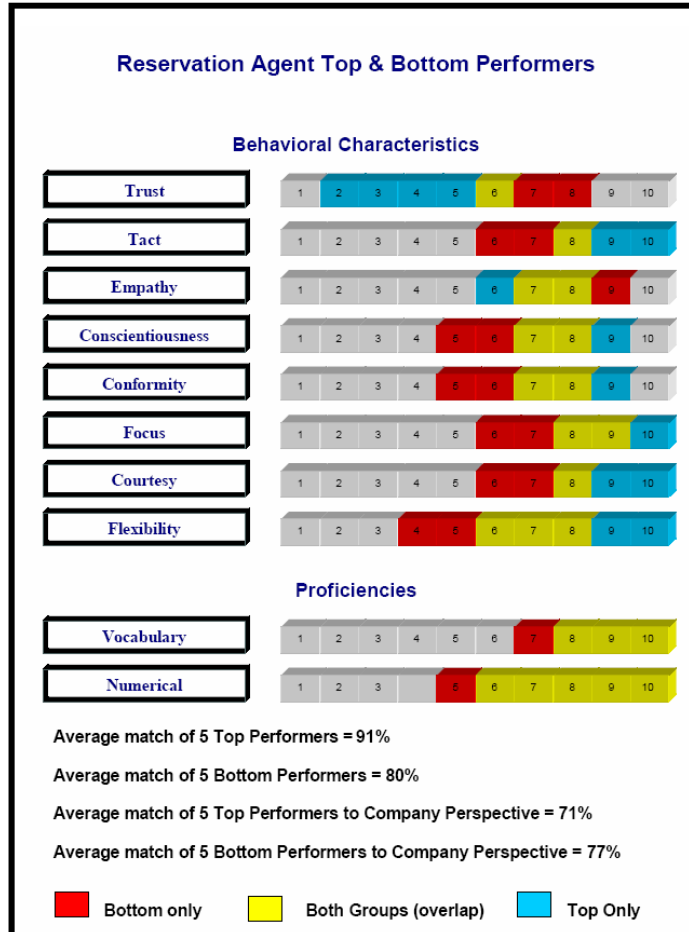 Reservation Agent Top & Bottom Performers
Behavioral Characteristics
Trust 1 2 3 4 5 6 7 8 9 10
Tact 1 2 3 4 5 6 7 8 9 10
Empathy 1 2 3 4 5 6 7 8 9 10
Conscientiousness 1 2 3 4 5 6 7 8 9 10
Conformity 1 2 3 4 5 6 7 8 9 10
Focus 1 2 3 4 5 6 7 8 9 10
Courtesy 1 2 3 4 5 6 7 8 9 10
Flexibility 1 2 3 4 5 6 7 8 9 10
Proficiencies
Vocabulary 1 2 3 4 5 6 7 8 9 10
Numerical 1 2 3 5 6 7 8 9 10
Average match of 5 Top Performers = 91%
Average match of 5 Bottom Performers = 80%
Average match of 5 Top Performers to Company Perspective = 71%
Average match of 5 Bottom Performers to Company Perspective = 77%
Bottom only Both Groups (overlap) Top Only